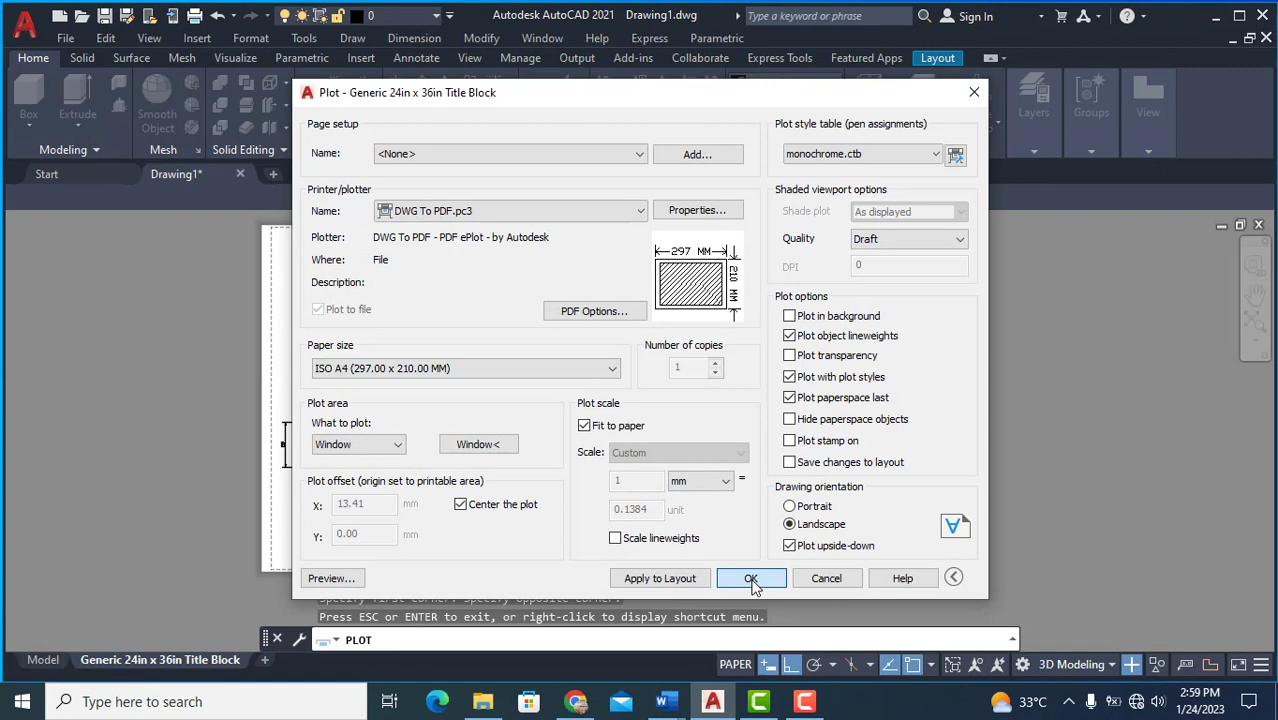 0
Autodesk AutoCAD 2021 Drawing1.dwg
Type a keyword or phrase
Sign In
File Edit View Insert Format Tools Draw Dimension Modify Window Help Express Parametric
Home Solid Surface Mesh Visualize Parametric Insert Annotate View Manage Output Add-ins Collaborate Express Tools Featured Apps Layout
Box Extrude Smooth Object Layers Groups View
Modeling Mesh Solid Editing
Start Drawing1*
Plot - Generic 24in x 36in Title Block
Page setup
Name: <None> Add...
Printer/plotter
Name: DWG To PDF.pc3 Properties...
Plotter: DWG To PDF - PDF ePlot - by Autodesk
Where: File
Description:
Plot to file
PDF Options...
297 MM
210 MM
Paper size
ISO A4 (297.00 x 210.00 MM)
Number of copies
1
Plot area
What to plot:
Window Window<
Plot offset (origin set to printable area)
X: 13.41 mm
Center the plot
Y: 0.00 mm
Plot scale
Fit to paper
Scale: Custom
1 mm =
0.1384 unit
Scale lineweights
Plot style table (pen assignments)
monochrome.ctb
Shaded viewport options
Shade plot As displayed
Quality Draft
DPI 0
Plot options
Plot in background
Plot object lineweights
Plot transparency
Plot with plot styles
Plot paperspace last
Hide paperspace objects
Plot stamp on
Save changes to layout
Drawing orientation
Portrait
Landscape
Plot upside-down
A
Preview... Apply to Layout OK Cancel Help
Specify first corner: Specify opposite corner:
Press ESC or ENTER to exit, or right-click to display shortcut menu.
PLOT
Model Generic 24in x 36in Title Block +
PAPER 3D Modeling
Type here to search
33°C
2:59 PM
1/24/2023